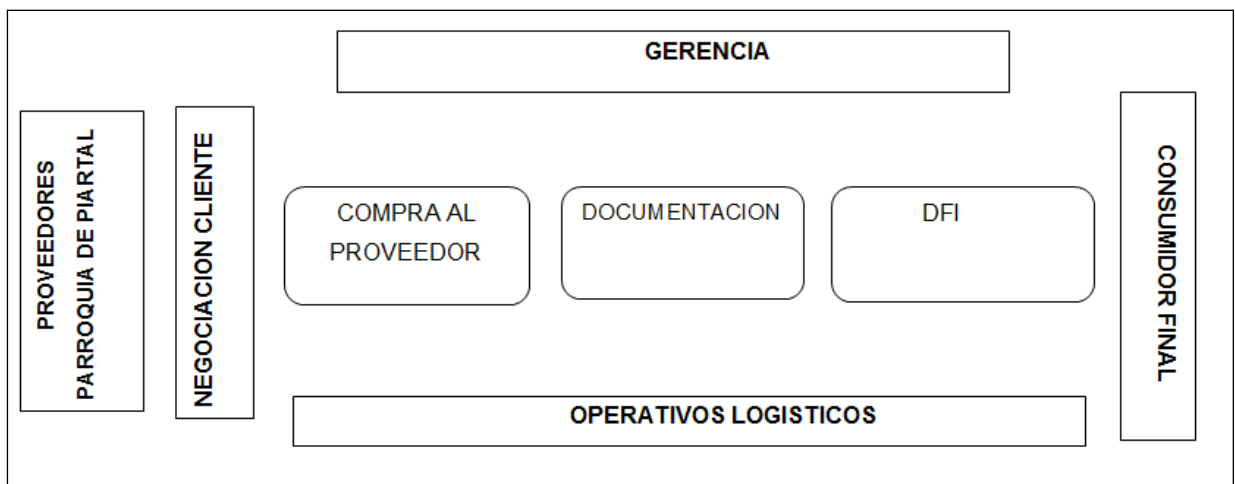 GERENCIA
PROVEEDORES
PARROQUIA DE PIARTAL
NEGOCIACION CLIENTE
COMPRA AL
PROVEEDOR
DOCUMENTACION
DFI
CONSUMIDOR FINAL
OPERATIVOS LOGISTICOS